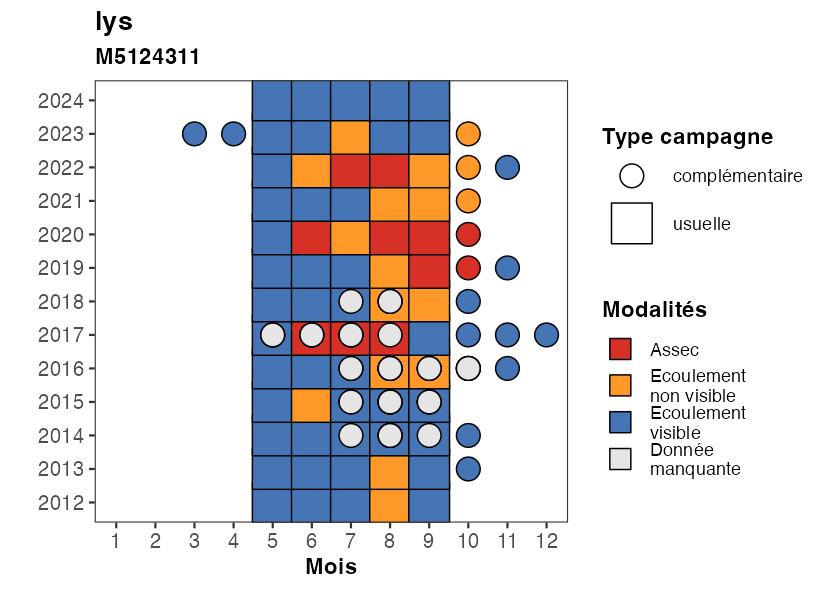 lys
M5124311
2024
2023
2022
2021
2020
2019
2018
2017
2016
2015
2014
2013
2012
1 2 3 4 5 6 7 8 9 10 11 12
Mois
Type campagne
complémentaire
usuelle
Modalités
Assec
Ecoulement
non visible
Ecoulement
visible
Donnée
manquante